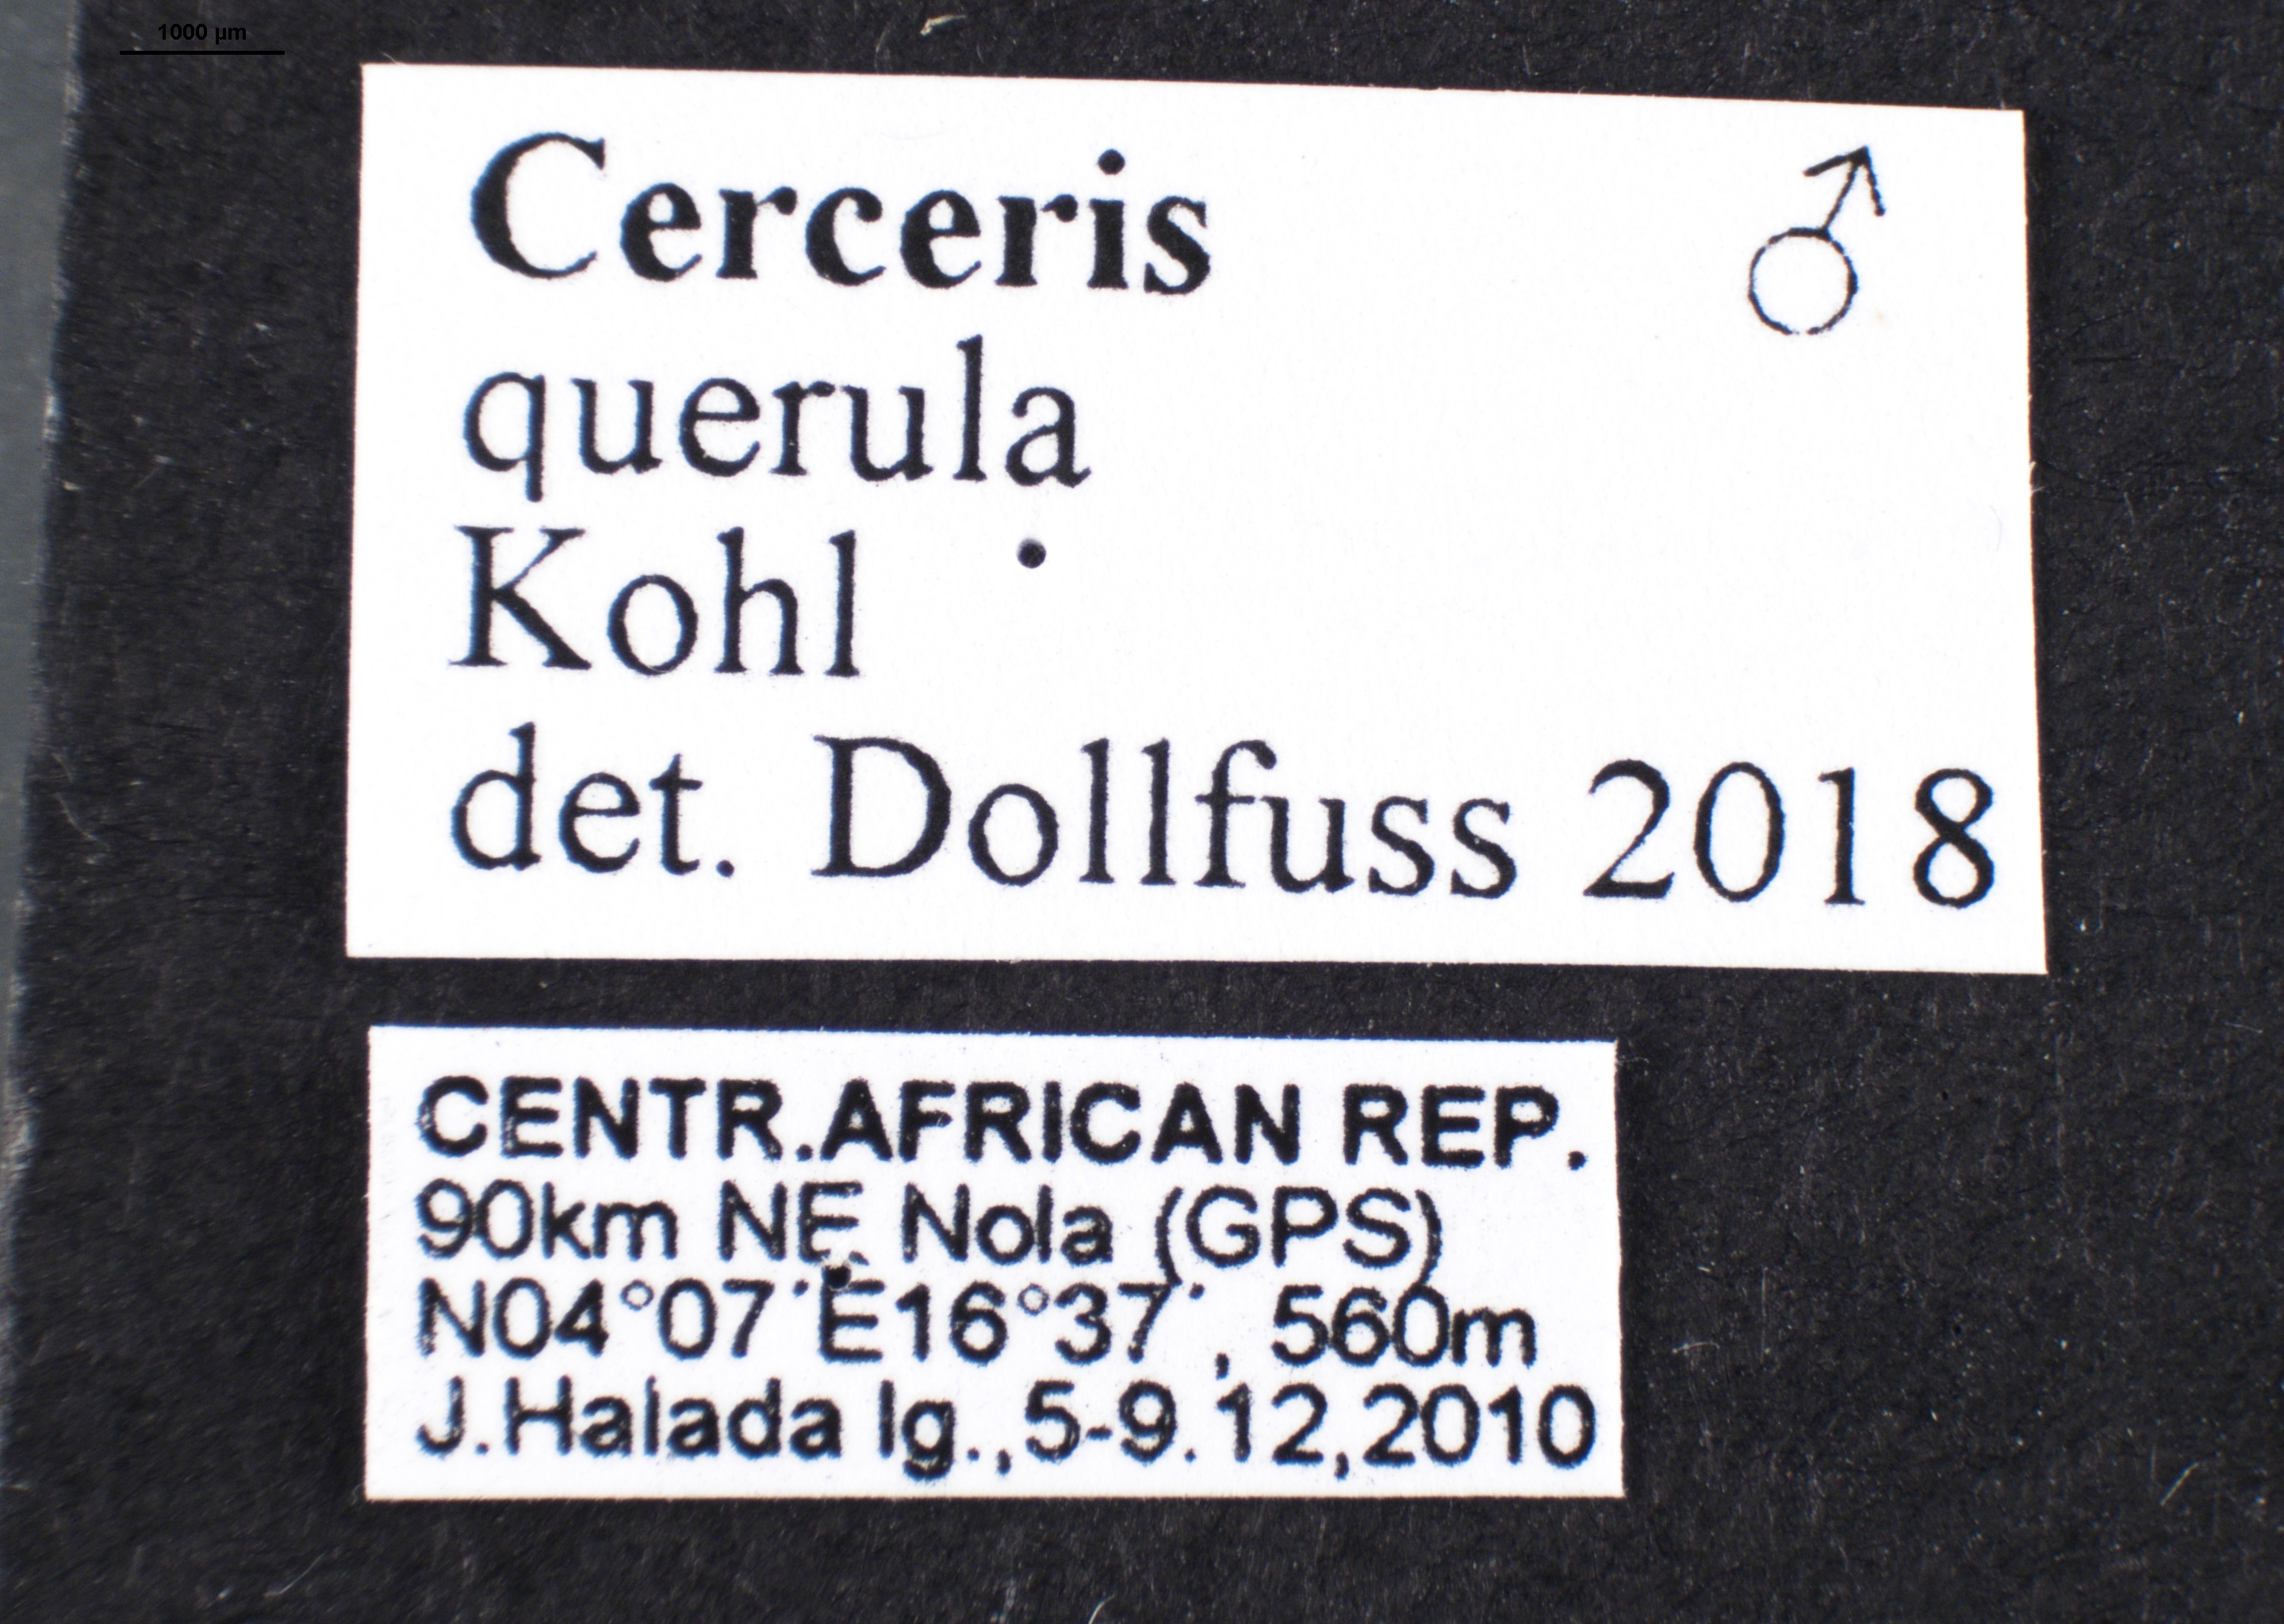 1000 µm
Cerceris ♂
querula
Kohl
det. Dollfuss 2018
CENTR.AFRICAN REP.
90km NE Nola (GPS)
N04°07´E16°37´, 560m
J.Halada lg.,5-9.12,2010